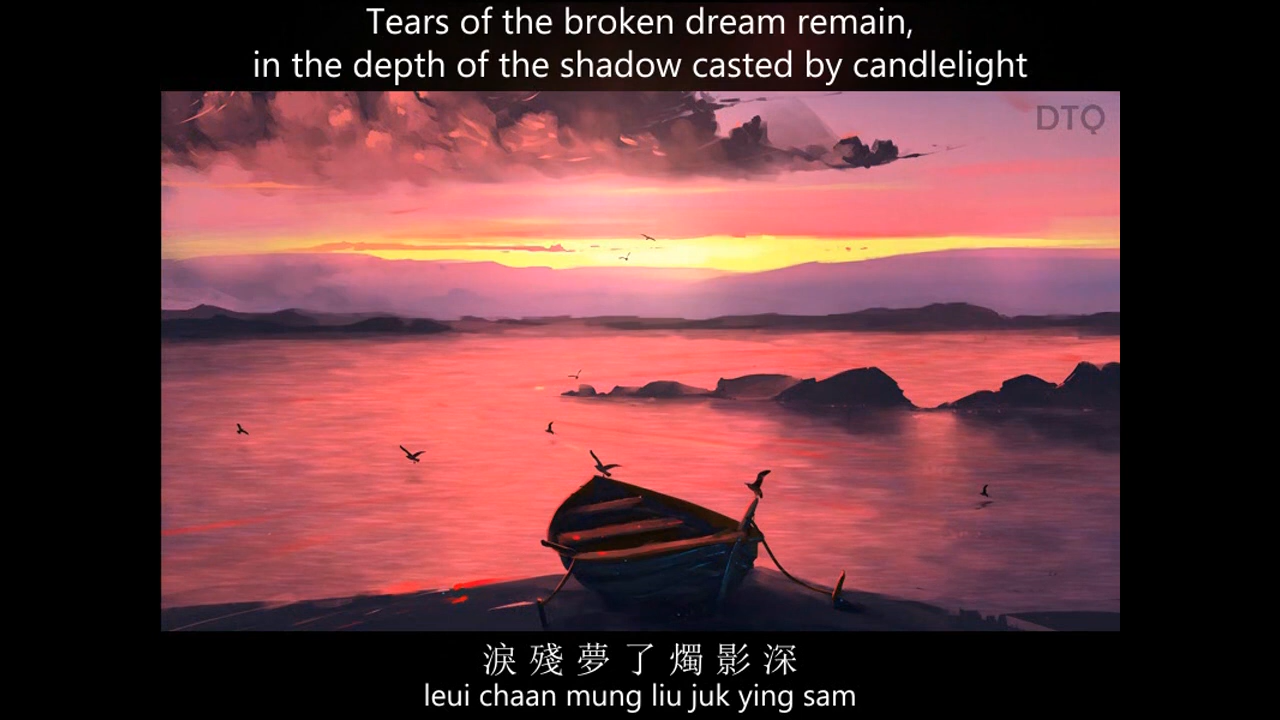 Tears of the broken dream remain,
in the depth of the shadow casted by candlelight
DTQ
淚殘夢了燭影深
leui chaan mung liu juk ying sam